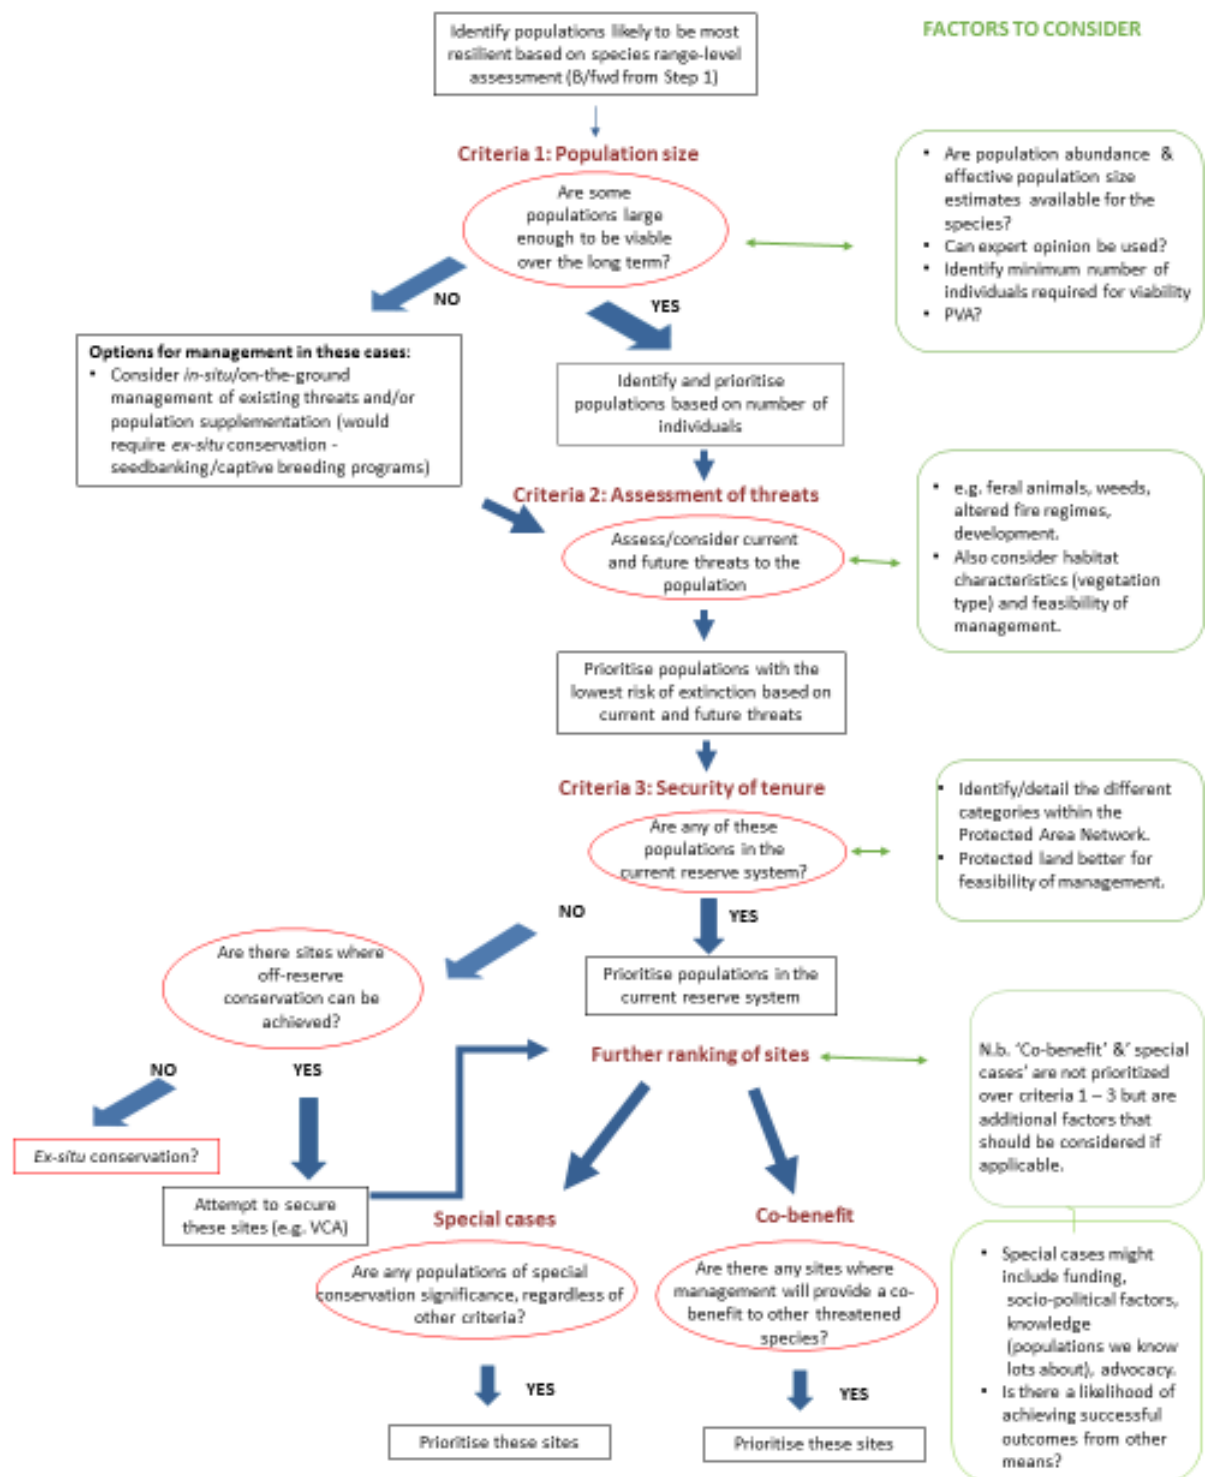 FACTORS TO CONSIDER
Identify populations likely to be most
resilient based on species range-level
assessment (B/fwd from Step 1)
Criteria 1: Population size
Are some
populations large
enough to be viable
over the long term?
• Are population abundance &
effective population size
estimates available for the
species?
• Can expert opinion be used?
• Identify minimum number of
individuals required for viability
• PVA?
NO
YES
Options for management in these cases:
• Consider in-situ/on-the-ground
management of existing threats and/or
population supplementation (would
require ex-situ conservation -
seedbanking/captive breeding programs)
Identify and prioritise
populations based on number of
individuals
Criteria 2: Assessment of threats
Assess/consider current
and future threats to the
population
• e.g. feral animals, weeds,
altered fire regimes,
development.
• Also consider habitat
characteristics (vegetation
type) and feasibility of
management.
Prioritise populations with the
lowest risk of extinction based on
current and future threats
Criteria 3: Security of tenure
Are any of these
populations in the
current reserve system?
• Identify/detail the different
categories within the
Protected Area Network.
• Protected land better for
feasibility of management.
NO
YES
Are there sites where
off-reserve
conservation can be
achieved?
Prioritise populations in the
current reserve system
NO
YES
Ex-situ conservation?
Attempt to secure
these sites (e.g. VCA)
Further ranking of sites
N.b. 'Co-benefit' &' special
cases' are not prioritized
over criteria 1 – 3 but are
additional factors that
should be considered if
applicable.
Special cases
Are any populations of special
conservation significance, regardless of
other criteria?
YES
Prioritise these sites
Co-benefit
Are there any sites where
management will provide a co-
benefit to other threatened
species?
YES
Prioritise these sites
• Special cases might
include funding,
socio-political factors,
knowledge
(populations we know
lots about), advocacy.
• Is there a likelihood of
achieving successful
outcomes from other
means?